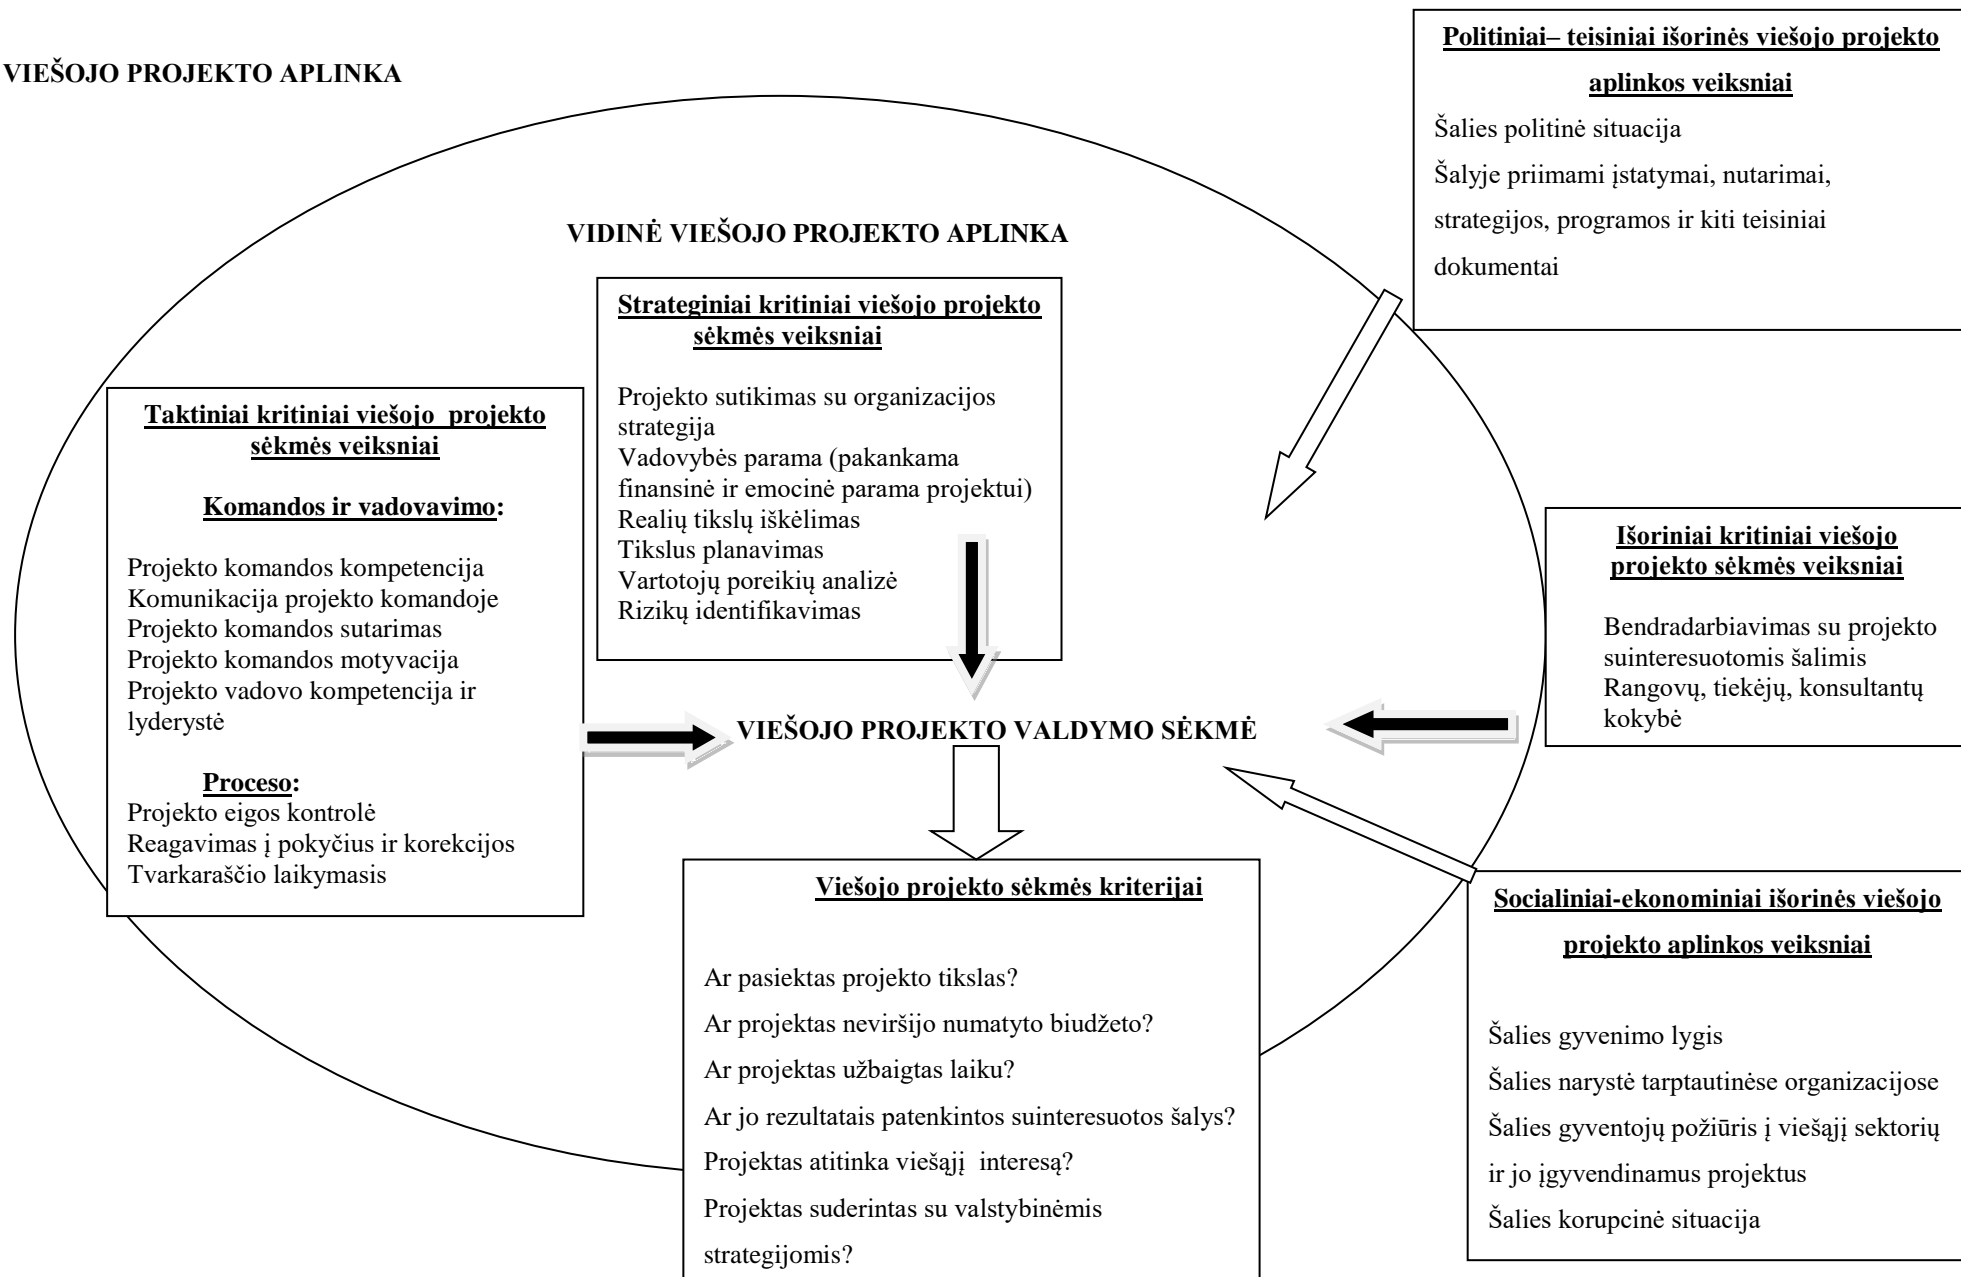 VIEŠOJO PROJEKTO APLINKA
Politiniai– teisiniai išorinės viešojo projekto
aplinkos veiksniai
Šalies politinė situacija
Šalyje priimami įstatymai, nutarimai,
strategijos, programos ir kiti teisiniai
dokumentai
VIDINĖ VIEŠOJO PROJEKTO APLINKA
Strateginiai kritiniai viešojo projekto
sėkmės veiksniai
Projekto sutikimas su organizacijos
strategija
Vadovybės parama (pakankama
finansinė ir emocinė parama projektui)
Realių tikslų iškėlimas
Tikslus planavimas
Vartotojų poreikių analizė
Rizikų identifikavimas
Taktiniai kritiniai viešojo  projekto
sėkmės veiksniai
Komandos ir vadovavimo:
Projekto komandos kompetencija
Komunikacija projekto komandoje
Projekto komandos sutarimas
Projekto komandos motyvacija
Projekto vadovo kompetencija ir
lyderystė
Proceso:
Projekto eigos kontrolė
Reagavimas į pokyčius ir korekcijos
Tvarkaraščio laikymasis
Išoriniai kritiniai viešojo
projekto sėkmės veiksniai
Bendradarbiavimas su projekto
suinteresuotomis šalimis
Rangovų, tiekėjų, konsultantų
kokybė
VIEŠOJO PROJEKTO VALDYMO SĖKMĖ
Viešojo projekto sėkmės kriterijai
Ar pasiektas projekto tikslas?
Ar projektas neviršijo numatyto biudžeto?
Ar projektas užbaigtas laiku?
Ar jo rezultatais patenkintos suinteresuotos šalys?
Projektas atitinka viešąjį  interesą?
Projektas suderintas su valstybinėmis
strategijomis?
Socialiniai-ekonominiai išorinės viešojo
projekto aplinkos veiksniai
Šalies gyvenimo lygis
Šalies narystė tarptautinėse organizacijose
Šalies gyventojų požiūris į viešąjį sektorių
ir jo įgyvendinamus projektus
Šalies korupcinė situacija